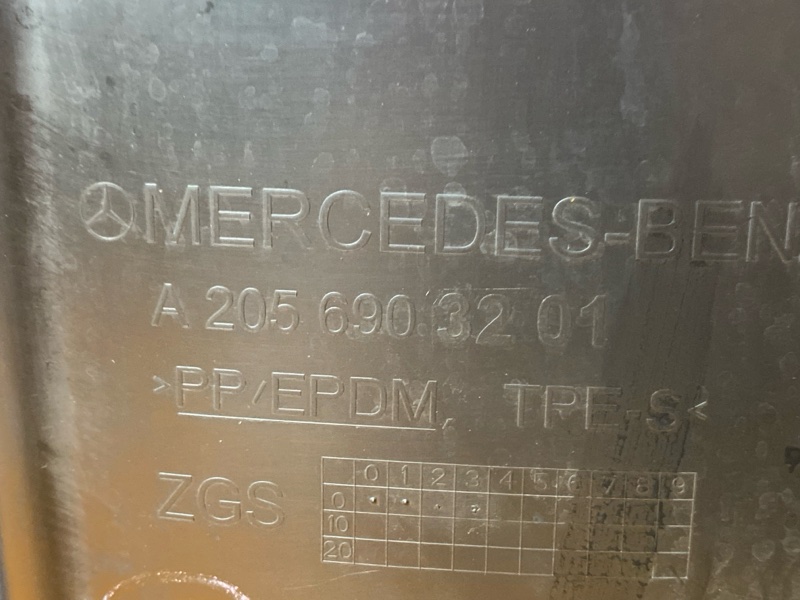 MERCEDES-BEN
A 205 690 32 01
>PP/EPDM, TPE-S<
ZGS
0 1 2 3 4 5 6 7 8 9
0
10
20